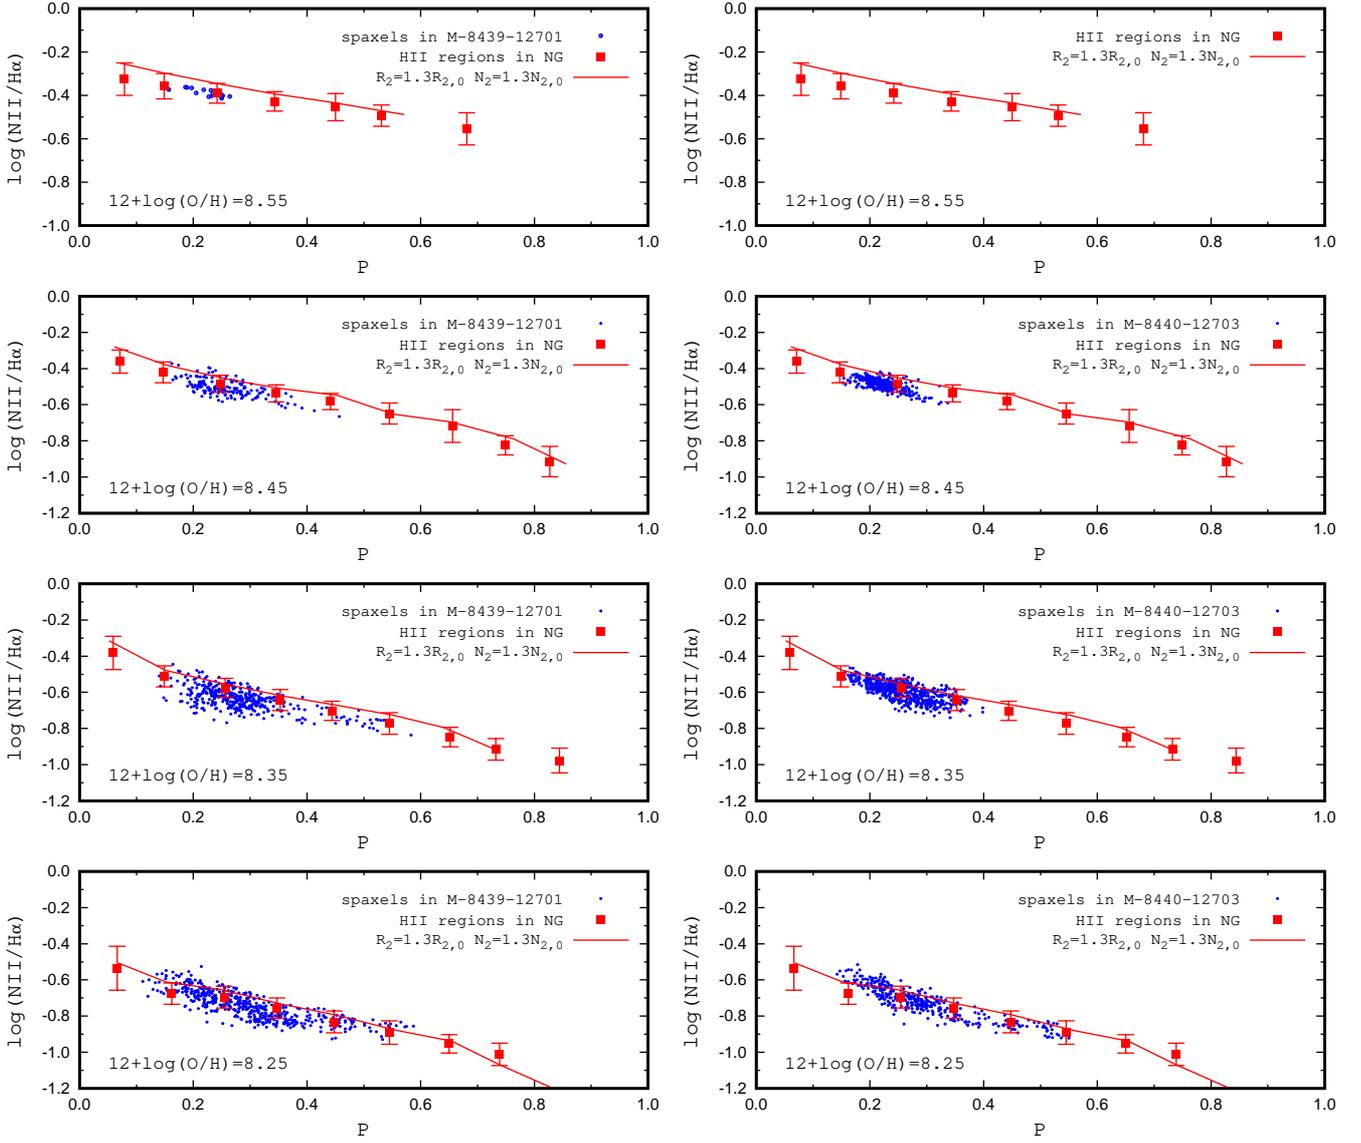 0.0
-0.2
-0.4
-0.6
-0.8
-1.0
log(NII/Hα)
spaxels in M-8439-12701
HII regions in NG
R2=1.3R2,0 N2=1.3N2,0
12+log(O/H)=8.55
0.0 0.2 0.4 0.6 0.8 1.0
P
0.0
-0.2
-0.4
-0.6
-0.8
-1.0
log(NII/Hα)
HII regions in NG
R2=1.3R2,0 N2=1.3N2,0
12+log(O/H)=8.55
0.0 0.2 0.4 0.6 0.8 1.0
P
0.0
-0.2
-0.4
-0.6
-0.8
-1.0
-1.2
log(NII/Hα)
spaxels in M-8439-12701
HII regions in NG
R2=1.3R2,0 N2=1.3N2,0
12+log(O/H)=8.45
0.0 0.2 0.4 0.6 0.8 1.0
P
0.0
-0.2
-0.4
-0.6
-0.8
-1.0
-1.2
log(NII/Hα)
spaxels in M-8440-12703
HII regions in NG
R2=1.3R2,0 N2=1.3N2,0
12+log(O/H)=8.45
0.0 0.2 0.4 0.6 0.8 1.0
P
0.0
-0.2
-0.4
-0.6
-0.8
-1.0
-1.2
log(NII/Hα)
spaxels in M-8439-12701
HII regions in NG
R2=1.3R2,0 N2=1.3N2,0
12+log(O/H)=8.35
0.0 0.2 0.4 0.6 0.8 1.0
P
0.0
-0.2
-0.4
-0.6
-0.8
-1.0
-1.2
log(NII/Hα)
spaxels in M-8440-12703
HII regions in NG
R2=1.3R2,0 N2=1.3N2,0
12+log(O/H)=8.35
0.0 0.2 0.4 0.6 0.8 1.0
P
0.0
-0.2
-0.4
-0.6
-0.8
-1.0
-1.2
log(NII/Hα)
spaxels in M-8439-12701
HII regions in NG
R2=1.3R2,0 N2=1.3N2,0
12+log(O/H)=8.25
0.0 0.2 0.4 0.6 0.8 1.0
P
0.0
-0.2
-0.4
-0.6
-0.8
-1.0
-1.2
log(NII/Hα)
spaxels in M-8440-12703
HII regions in NG
R2=1.3R2,0 N2=1.3N2,0
12+log(O/H)=8.25
0.0 0.2 0.4 0.6 0.8 1.0
P